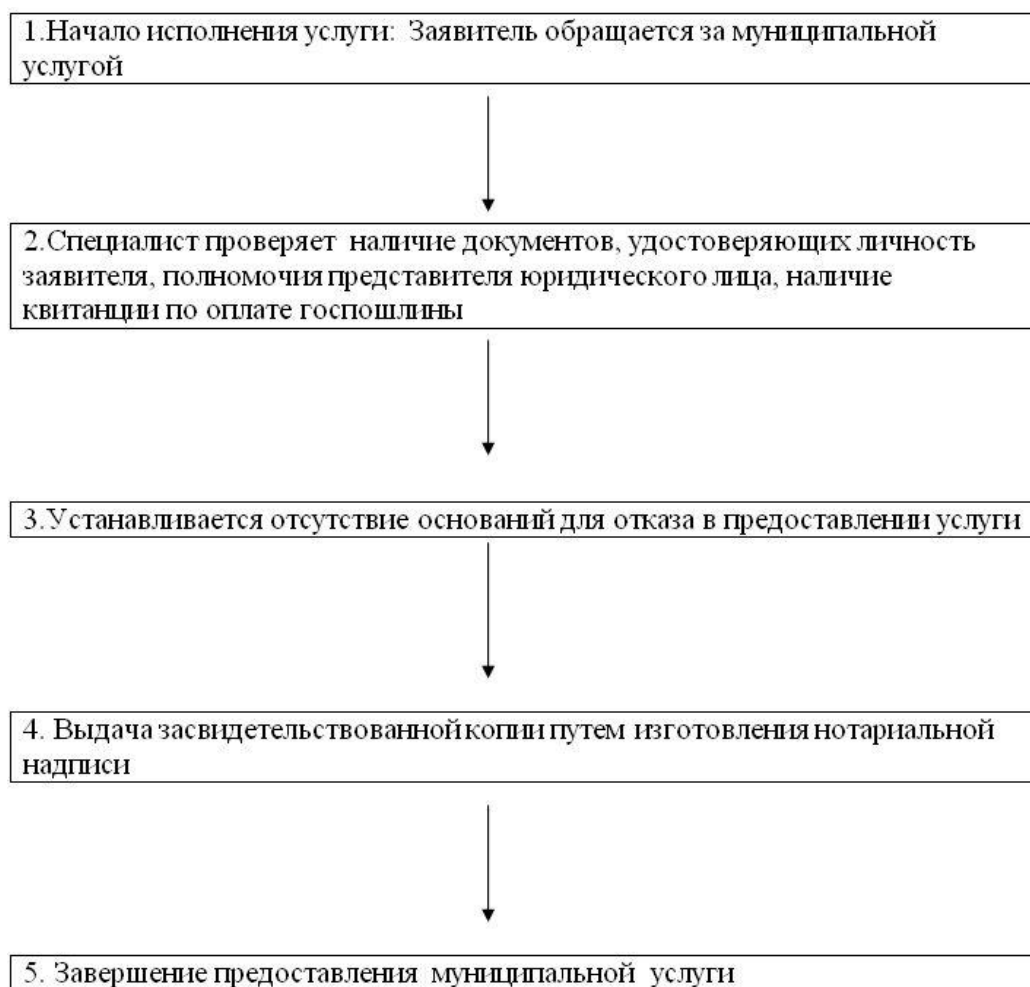 1.Начало исполнения услуги: Заявитель обращается за муниципальной
услугой
2.Специалист проверяет наличие документов, удостоверяющих личность
заявителя, полномочия представителя юридического лица, наличие
квитанции по оплате госпошлины
3.Устанавливается отсутствие оснований для отказа в предоставлении услуги
4. Выдача засвидетельствованной копии путем изготовления нотариальной
надписи
5. Завершение предоставления муниципальной услуги